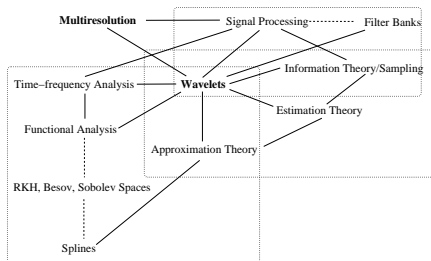 Multiresolution
Signal Processing
Filter Banks
Information Theory/Sampling
Time−frequency Analysis
Wavelets
Estimation Theory
Functional Analysis
Approximation Theory
RKH, Besov, Sobolev Spaces
Splines